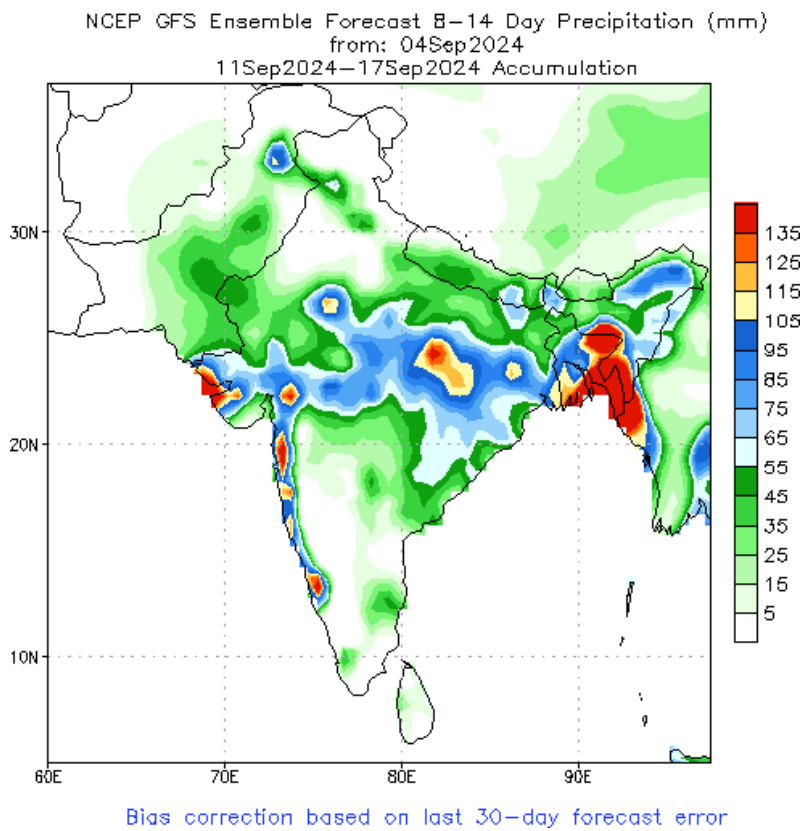 NCEP GFS Ensemble Forecast 8-14 Day Precipitation (mm)
from: 04Sep2024
11Sep2024-17Sep2024 Accumulation
30N
20N
10N
60E
70E
80E
90E
135
125
115
105
95
85
75
65
55
45
35
25
15
5
Bias correction based on last 30-day forecast error